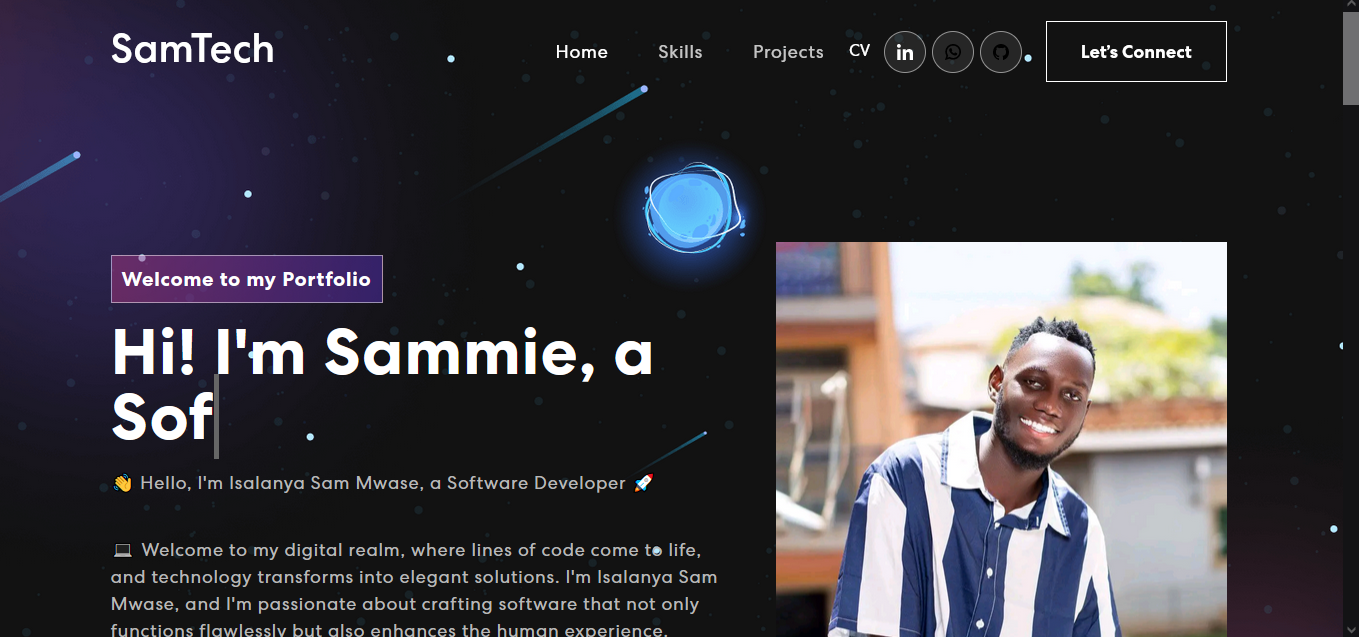 SamTech
Home
Skills
Projects
CV
in
Let's Connect
Welcome to my Portfolio
Hi! I'm Sammie, a
Sof
👋 Hello, I'm Isalanya Sam Mwase, a Software Developer 🚀
💻 Welcome to my digital realm, where lines of code come to life,
and technology transforms into elegant solutions. I'm Isalanya Sam
Mwase, and I'm passionate about crafting software that not only
functions flawlessly but also enhances the human experience.